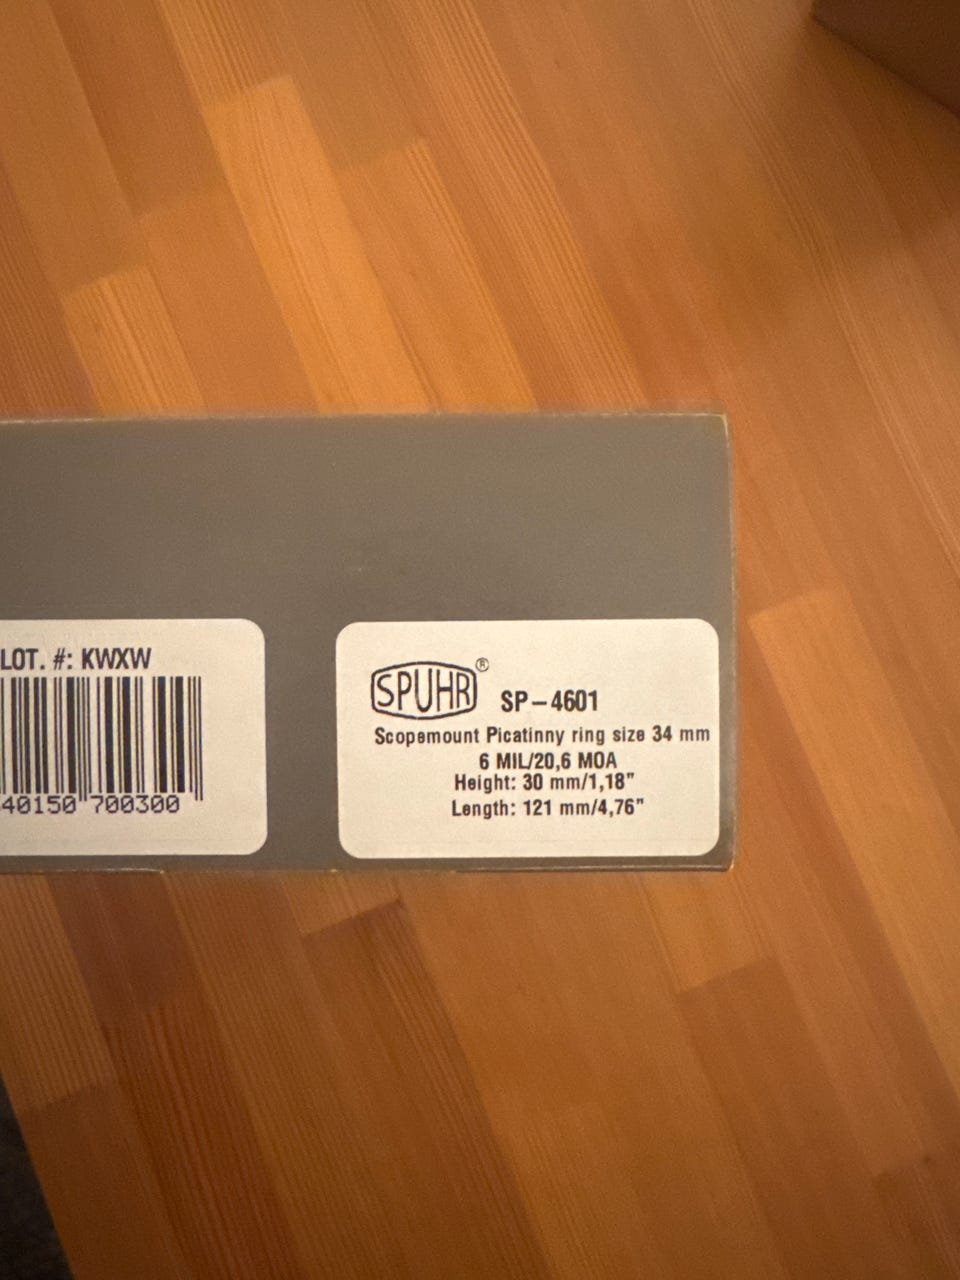 LOT. #: KWXW
40150 700300
SPUHR®
SP-4601
Scopemount Picatinny ring size 34 mm
6 MIL/20,6 MOA
Height: 30 mm/1,18"
Length: 121 mm/4,76"